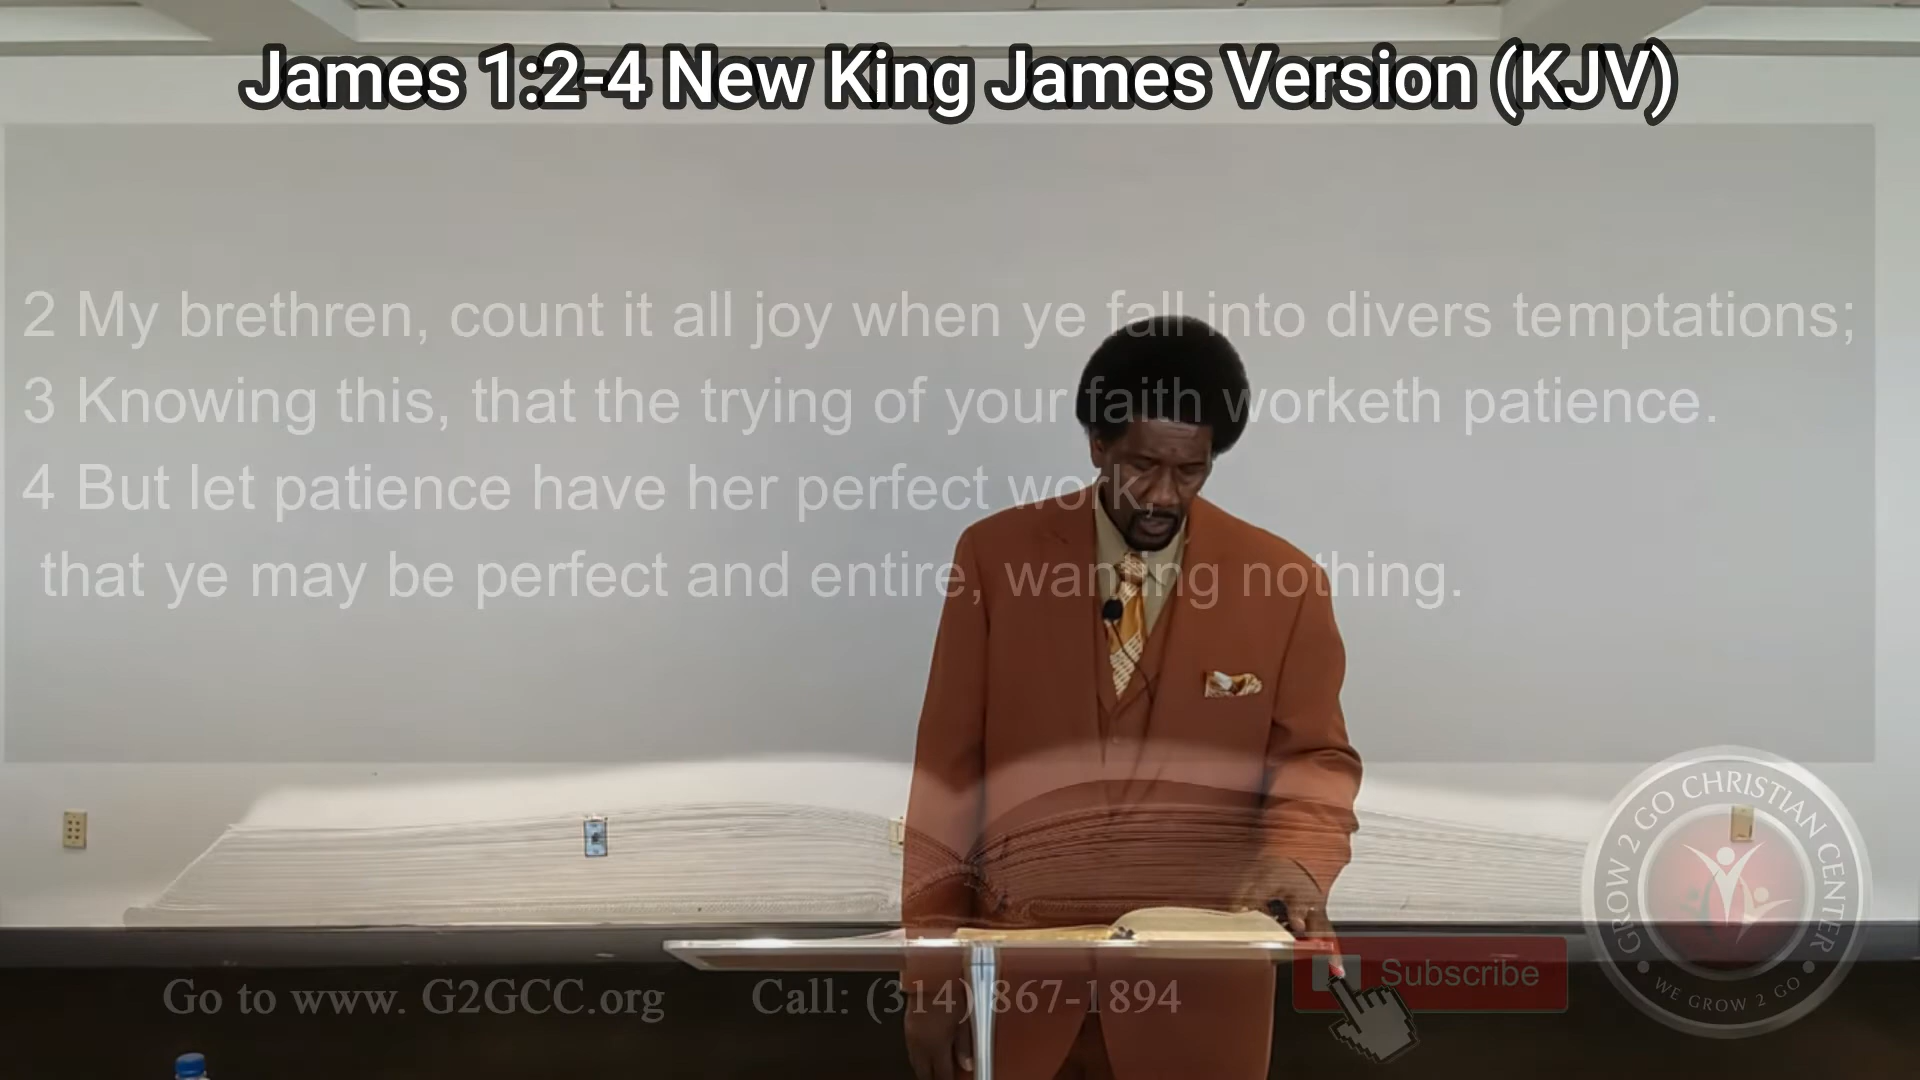 James 1:2-4 New King James Version (KJV)
2 My brethren, count it all joy when ye fall into divers temptations;
3 Knowing this, that the trying of your faith worketh patience.
4 But let patience have her perfect work,
that ye may be perfect and entire, wanting nothing.
GROW 2 GO CHRISTIAN CENTER
• WE GROW 2 GO •
Go to www. G2GCC.org
Call: (314) 867-1894
Subscribe